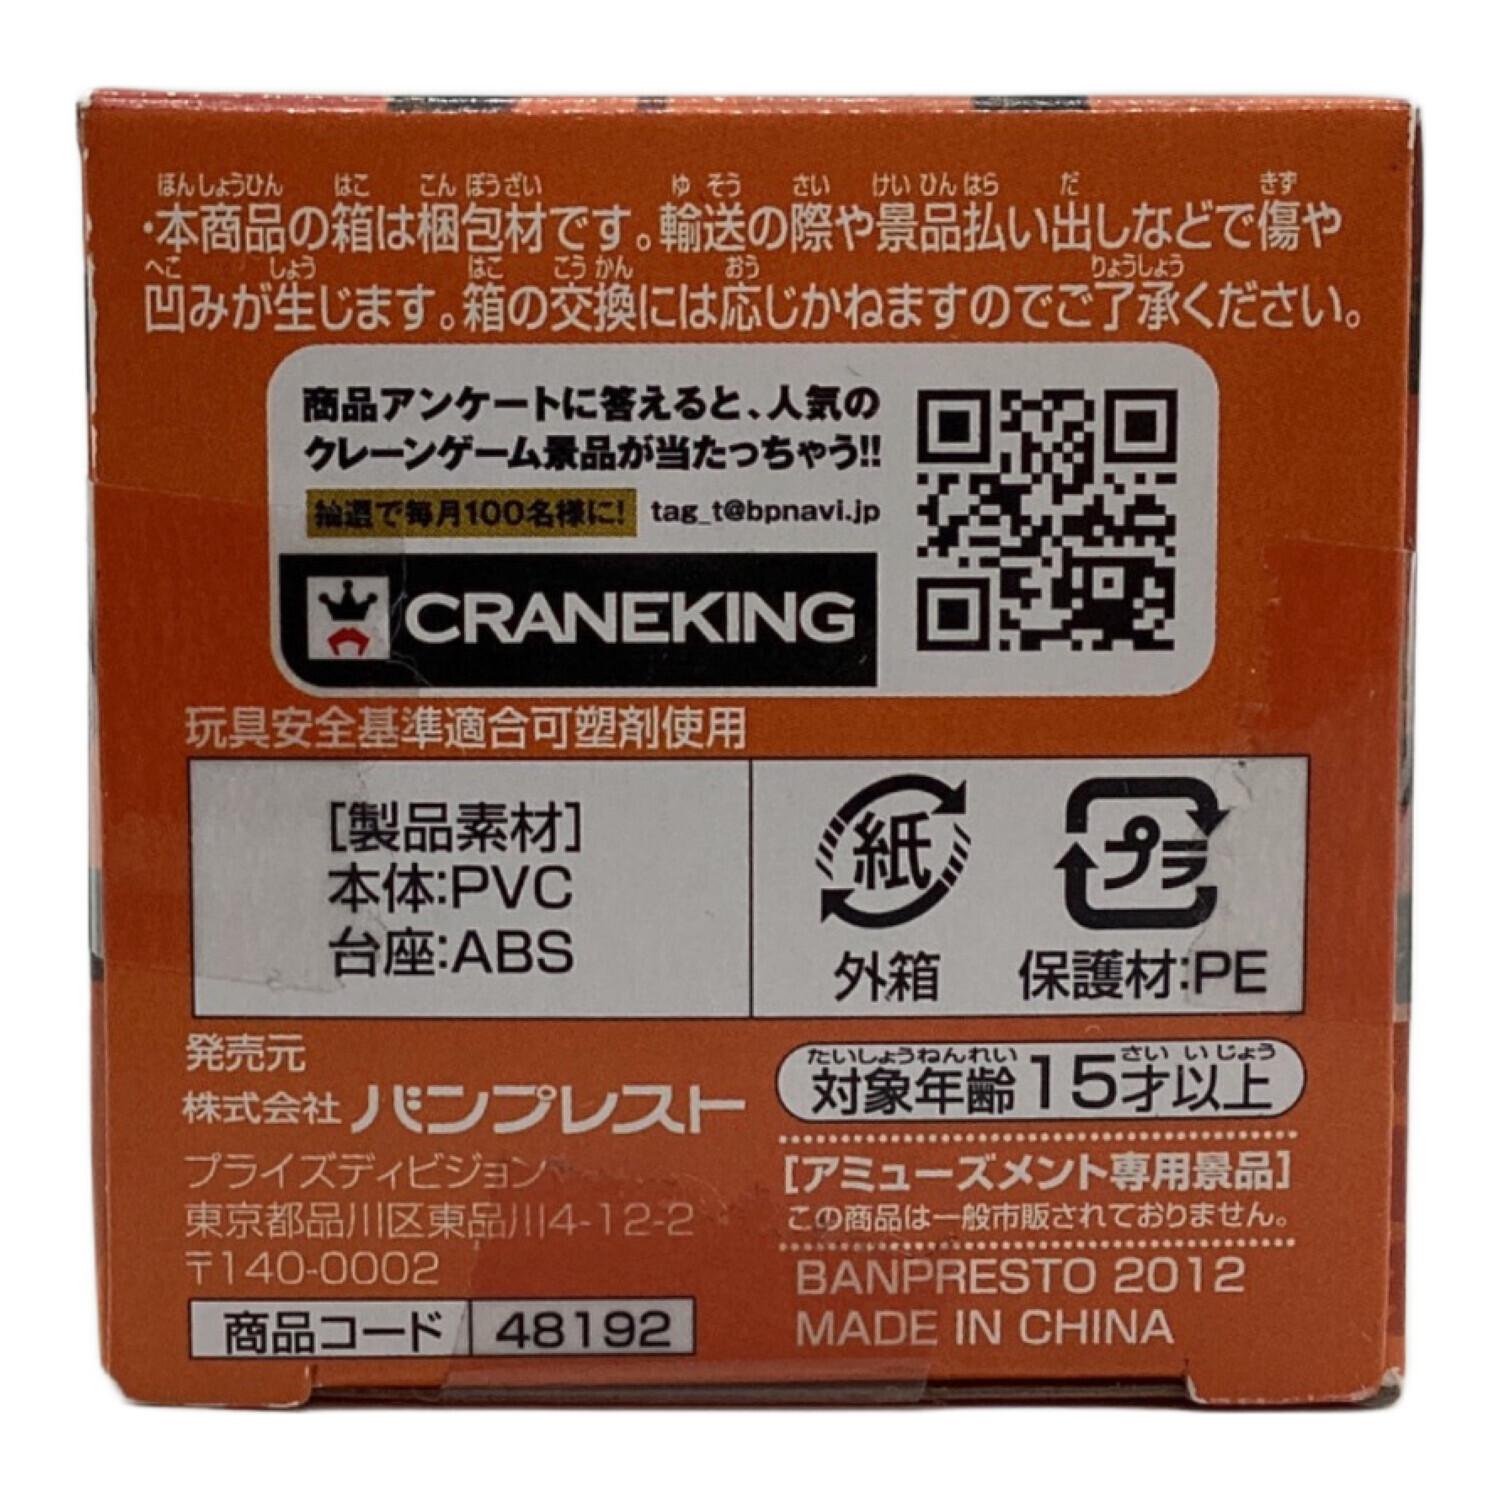 ほんしょうひん はこ こん ぽうざい ゆ そう さい けい ひん はら だ きず
・本商品の箱は梱包材です。輸送の際や景品払い出しなどで傷や
へこ しょう はこ こう かん おう りょうしょう
凹みが生じます。箱の交換には応じかねますのでご了承ください。
商品アンケートに答えると、人気の
クレーンゲーム景品が当たっちゃう!!
抽選で毎月100名様に! tag_t@bpnavi.jp
CRANEKING
玩具安全基準適合可塑剤使用
[製品素材]
本体:PVC
台座:ABS
紙
外箱
プラ
保護材:PE
発売元
株式会社 バンプレスト
プライズディビジョン
東京都品川区東品川4-12-2
〒140-0002
商品コード 48192
たいしょうねんれい さい いじょう
対象年齢15才以上
[アミューズメント専用景品]
この商品は一般市販されておりません。
BANPRESTO 2012
MADE IN CHINA